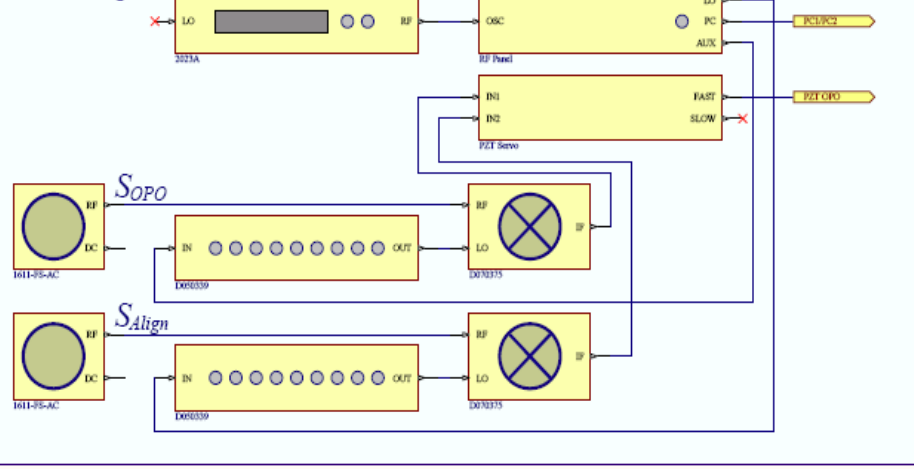 LO
LO RF OSC PC PC1/PC2
AUX
2023A RF Panel
IN1 FAST PZT OPO
IN2 SLOW
PZT Servo
S_OPO
RF RF
IF
DC IN OUT LO
1611-FS-AC D070375
D050339
S_Align
RF RF
IF
DC IN OUT LO
1611-FS-AC D070375
D050339